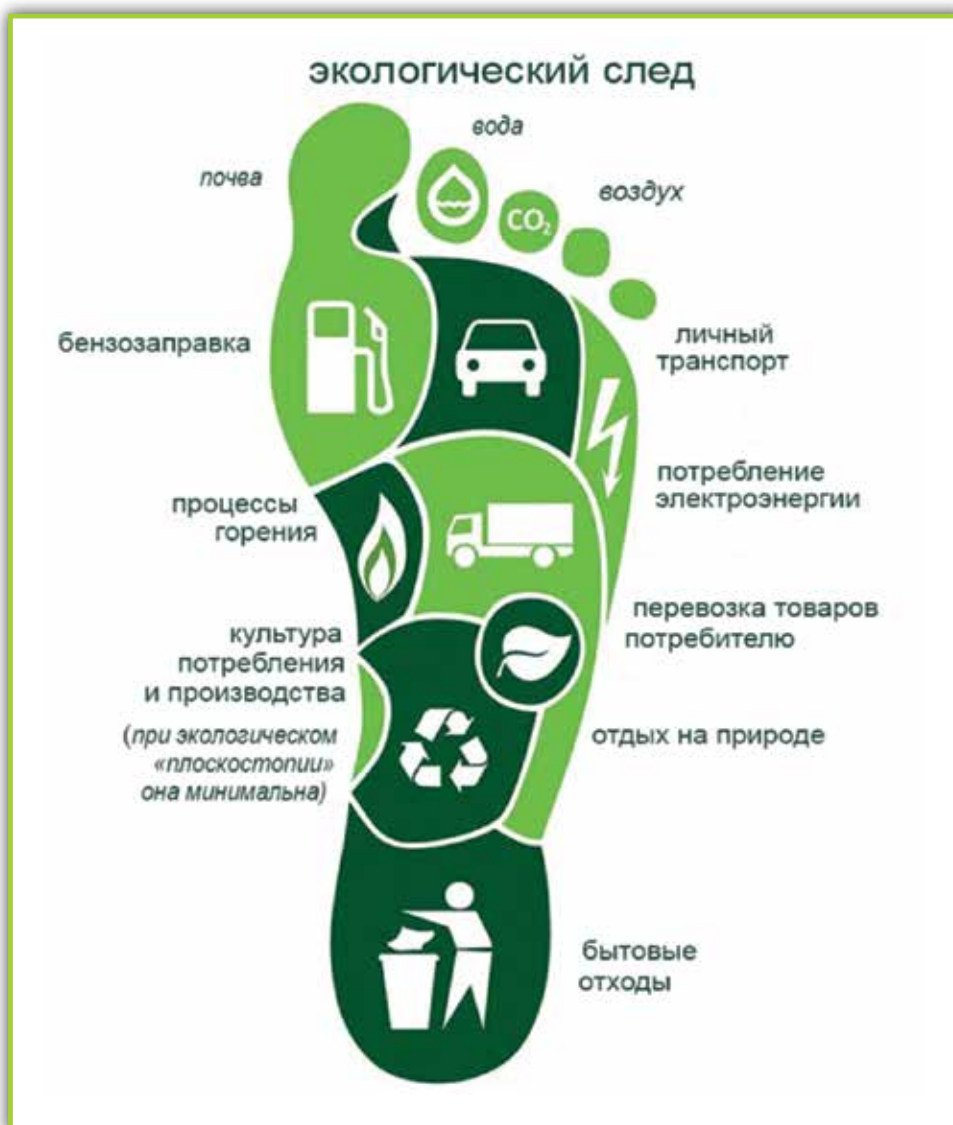 экологический след
вода
почва
воздух
CO₂
бензозаправка
личный
транспорт
потребление
электроэнергии
процессы
горения
перевозка товаров
потребителю
культура
потребления
и производства
(при экологическом
«плоскостопии»
она минимальна)
отдых на природе
бытовые
отходы